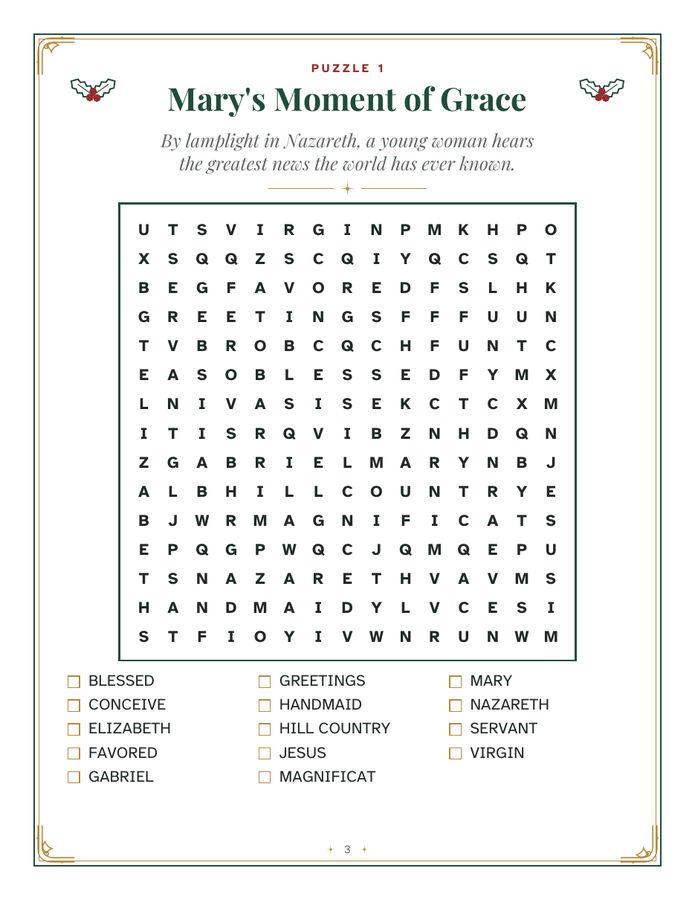 PUZZLE 1
Mary's Moment of Grace
By lamplight in Nazareth, a young woman hears
the greatest news the world has ever known.
U T S V I R G I N P M K H P O
X S Q Q Z S C Q I Y Q C S Q T
B E G F A V O R E D F S L H K
G R E E T I N G S F F F U U N
T V B R O B C Q C H F U N T C
E A S O B L E S S E D F Y M X
L N I V A S I S E K C T C X M
I T I S R Q V I B Z N H D Q N
Z G A B R I E L M A R Y N B J
A L B H I L L C O U N T R Y E
B J W R M A G N I F I C A T S
E P Q G P W Q C J Q M Q E P U
T S N A Z A R E T H V A V M S
H A N D M A I D Y L V C E S I
S T F I O Y I V W N R U N W M
BLESSED
CONCEIVE
ELIZABETH
FAVORED
GABRIEL
GREETINGS
HANDMAID
HILL COUNTRY
JESUS
MAGNIFICAT
MARY
NAZARETH
SERVANT
VIRGIN
3